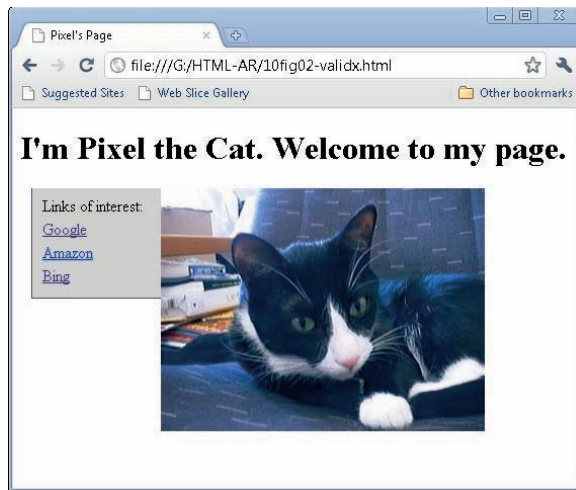 Pixel's Page
file:///G:/HTML-AR/10fig02-validx.html
Suggested Sites Web Slice Gallery Other bookmarks
I'm Pixel the Cat. Welcome to my page.
Links of interest:
Google
Amazon
Bing